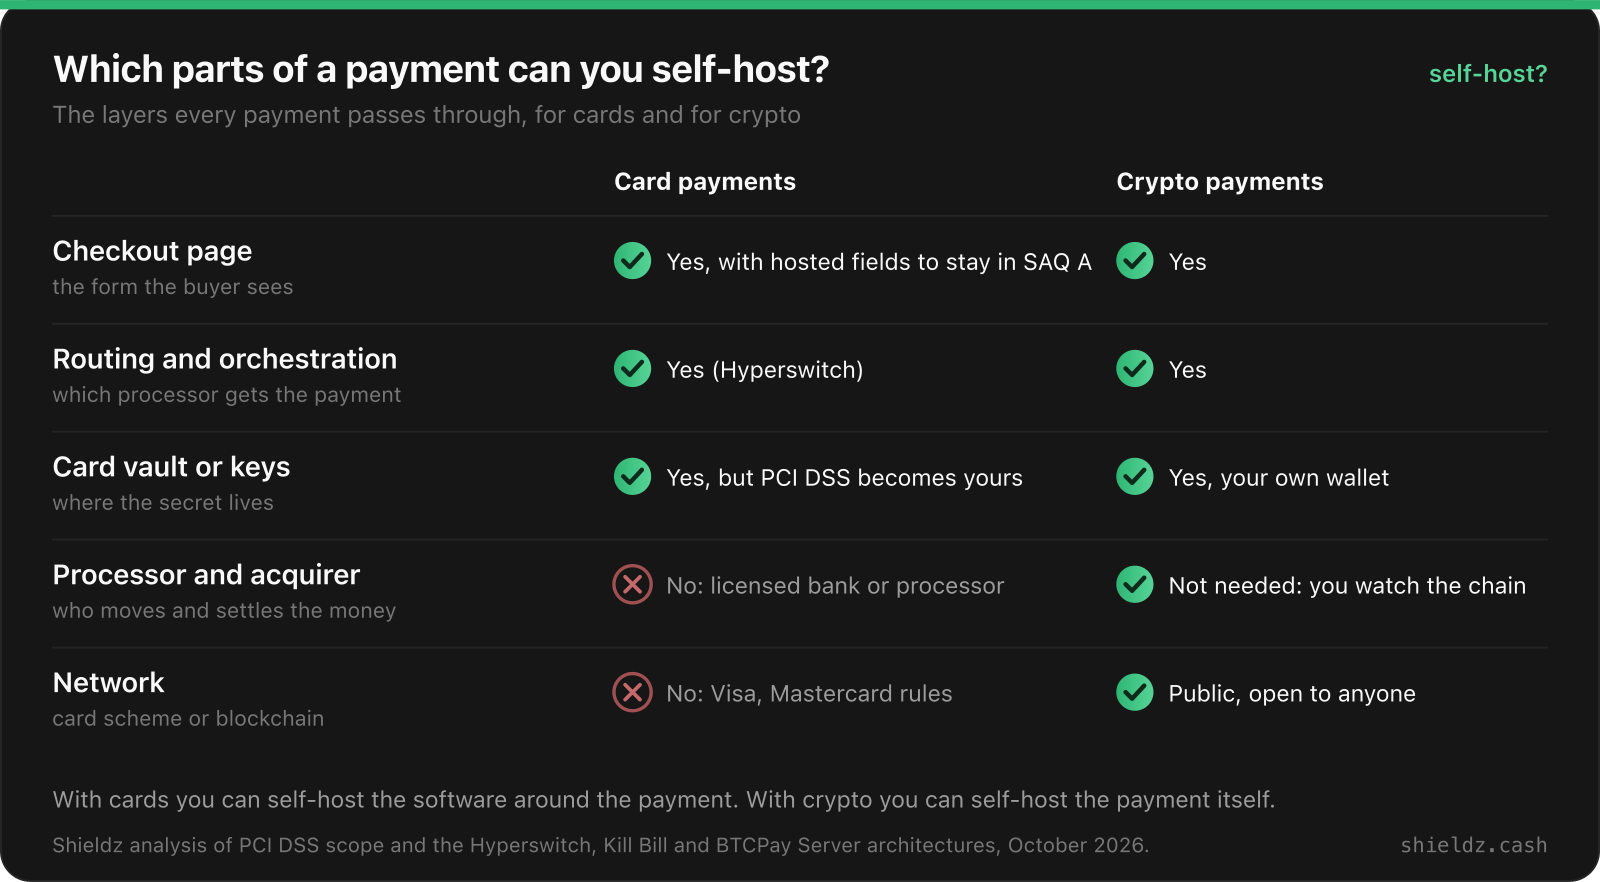 Which parts of a payment can you self-host?
self-host?
The layers every payment passes through, for cards and for crypto
Card payments
Crypto payments
Checkout page
the form the buyer sees
Yes, with hosted fields to stay in SAQ A
Yes
Routing and orchestration
which processor gets the payment
Yes (Hyperswitch)
Yes
Card vault or keys
where the secret lives
Yes, but PCI DSS becomes yours
Yes, your own wallet
Processor and acquirer
who moves and settles the money
No: licensed bank or processor
Not needed: you watch the chain
Network
card scheme or blockchain
No: Visa, Mastercard rules
Public, open to anyone
With cards you can self-host the software around the payment. With crypto you can self-host the payment itself.
Shieldz analysis of PCI DSS scope and the Hyperswitch, Kill Bill and BTCPay Server architectures, October 2026.
shieldz.cash